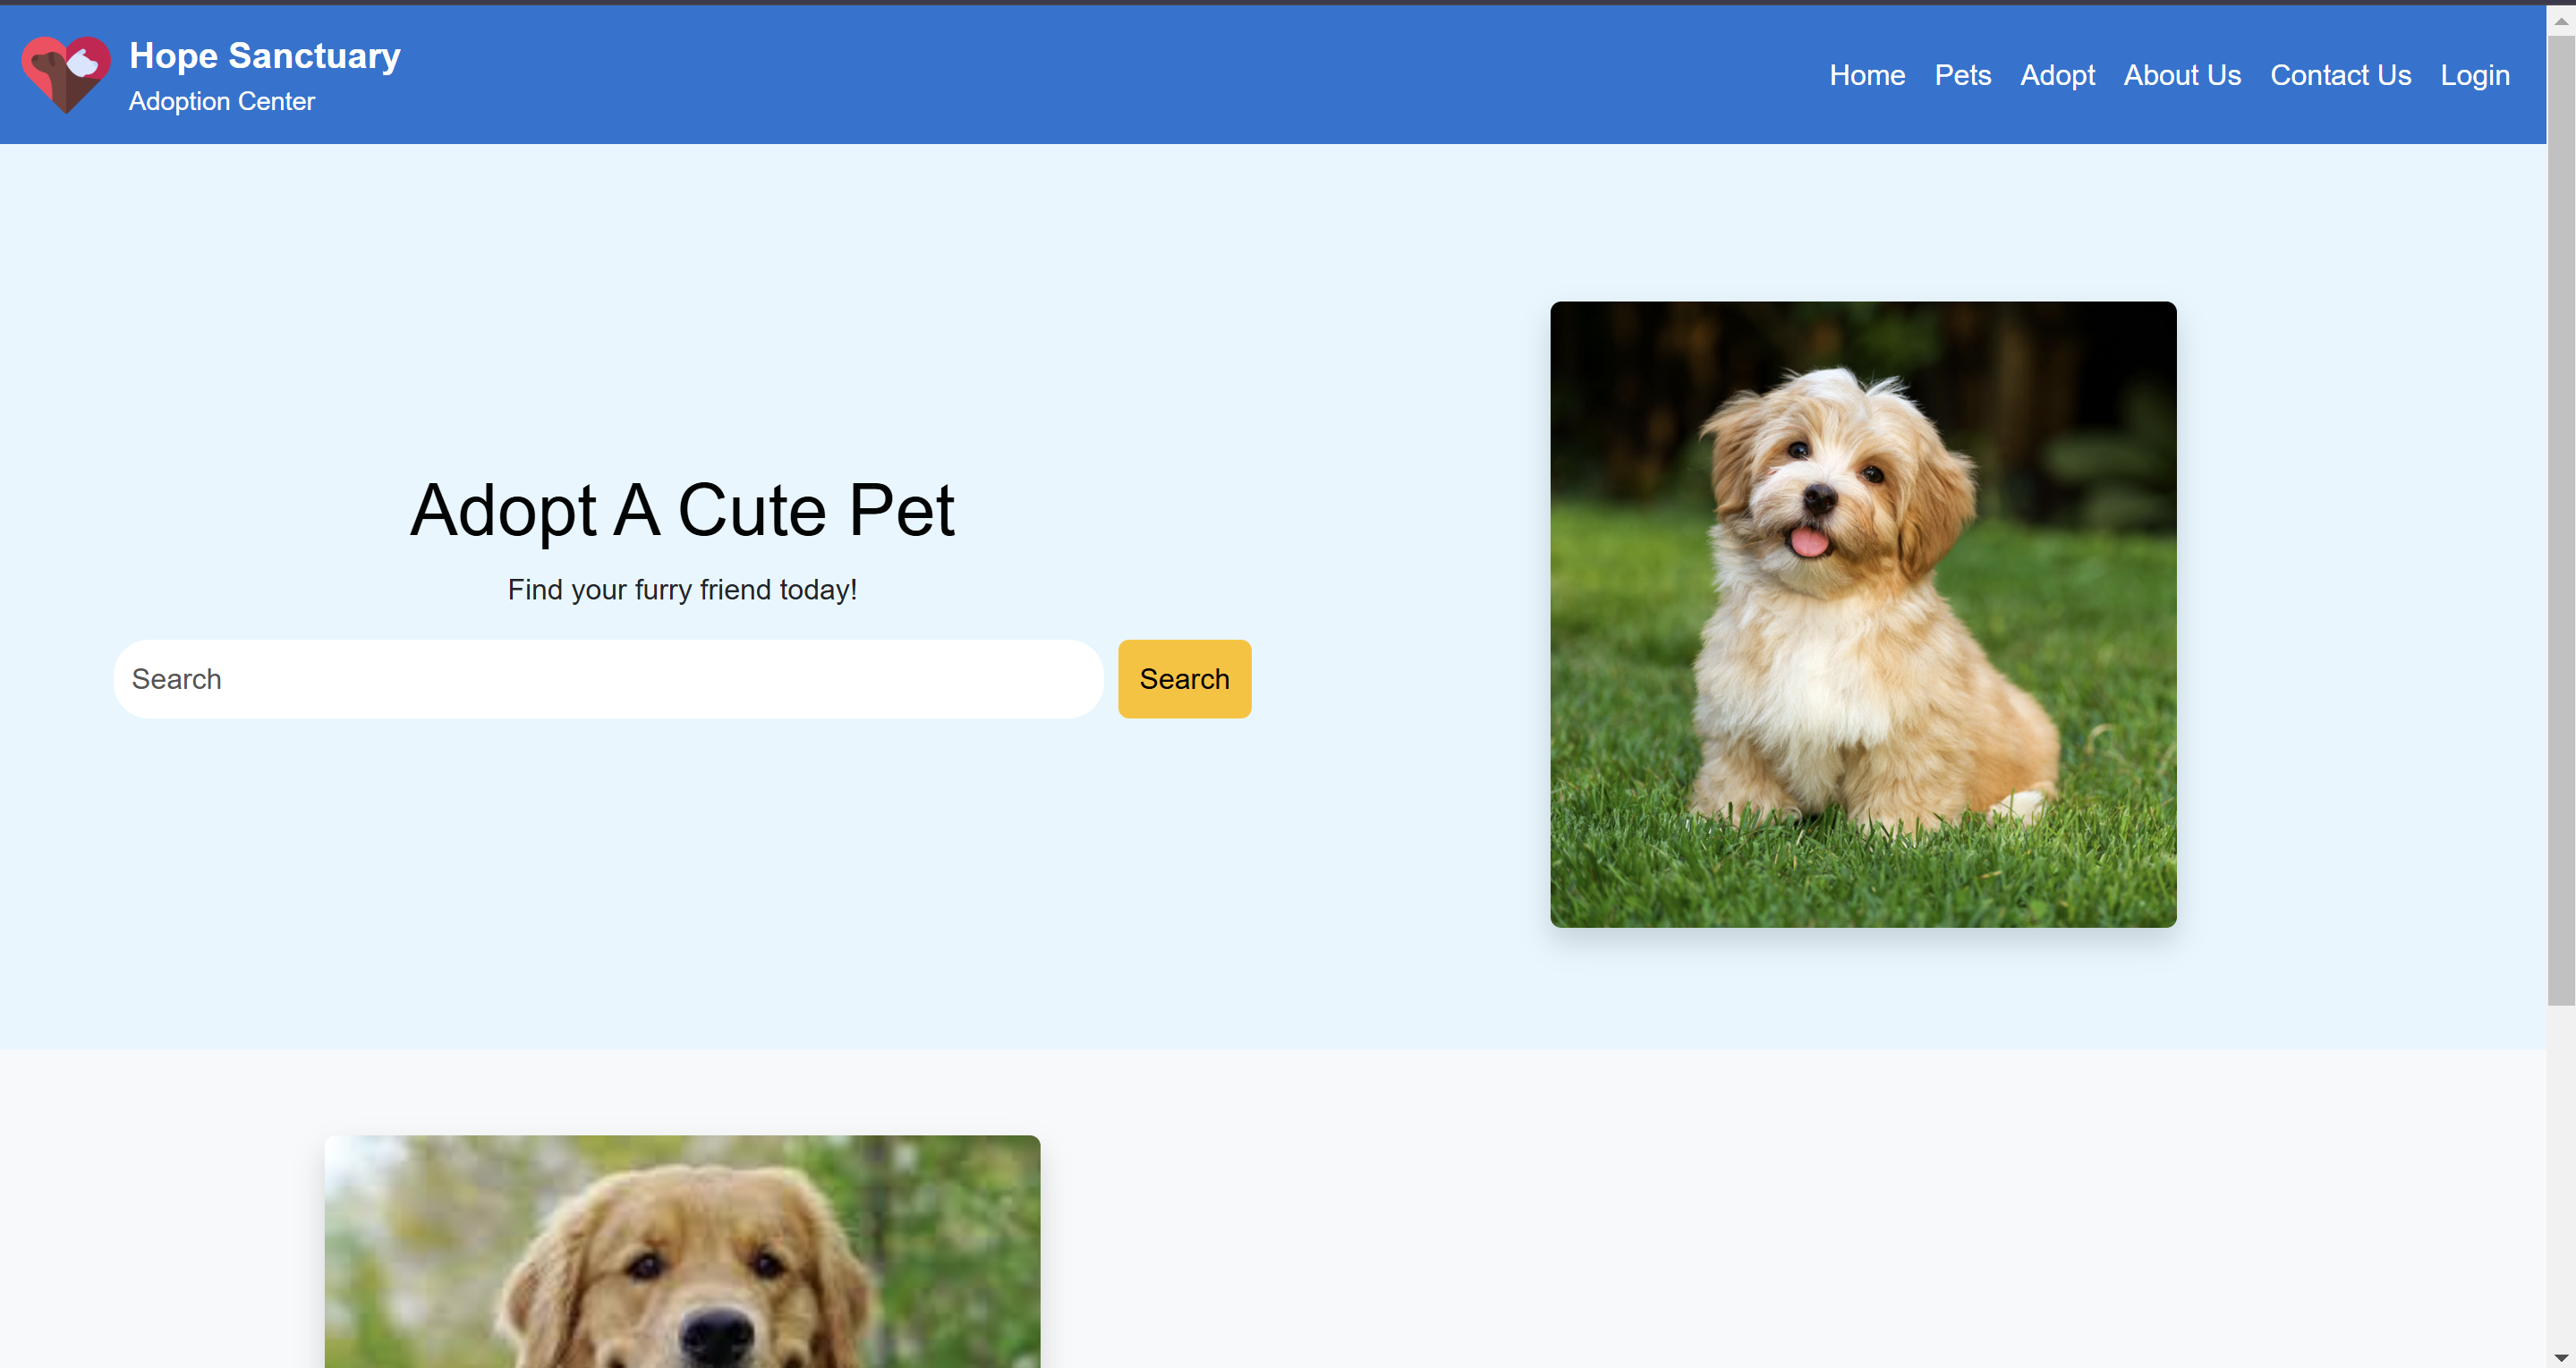 Hope Sanctuary
Adoption Center
Home Pets Adopt About Us Contact Us Login
Adopt A Cute Pet
Find your furry friend today!
Search Search